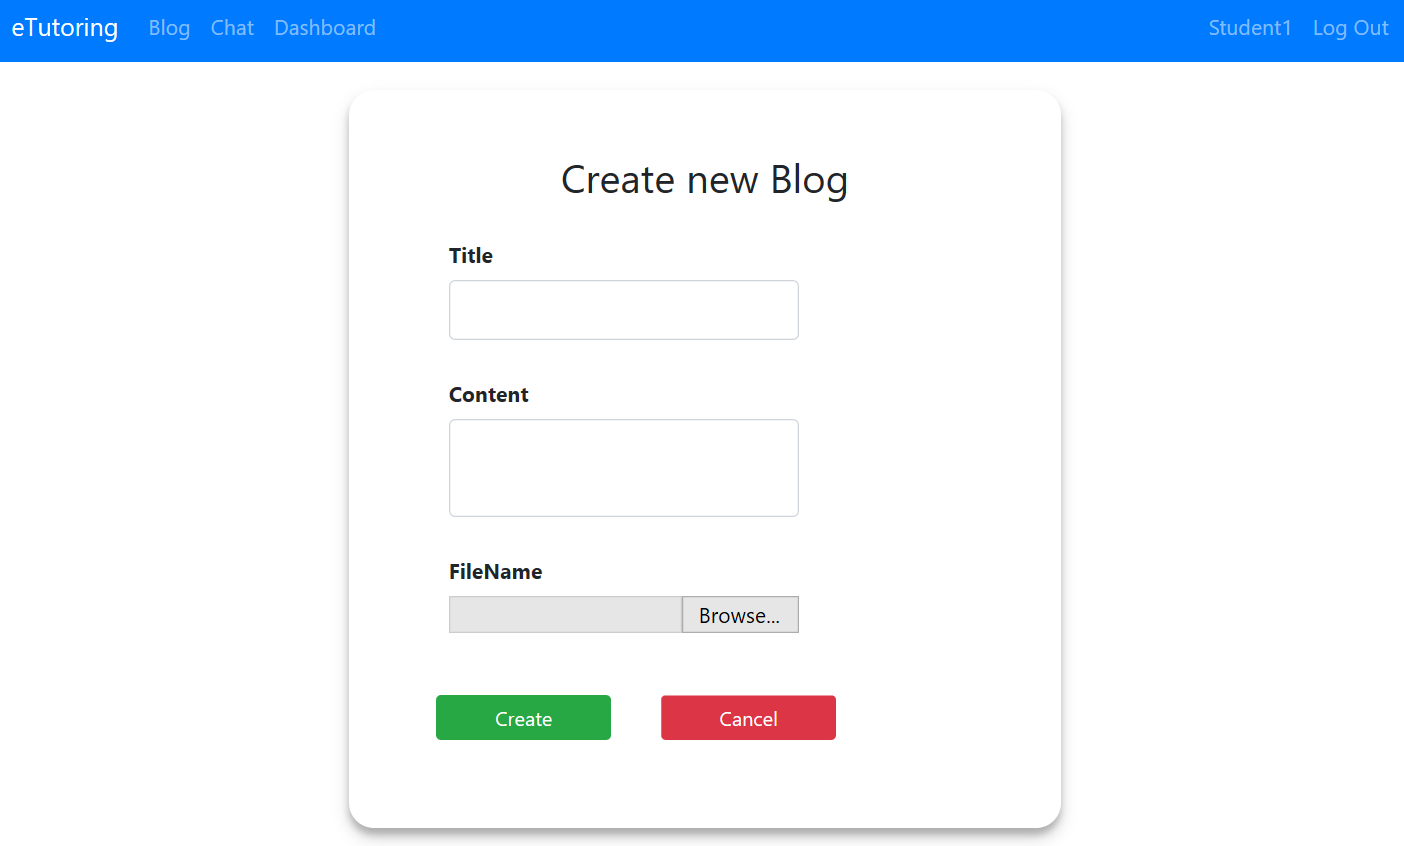 eTutoring Blog Chat Dashboard Student1 Log Out
Create new Blog
Title
Content
FileName
Browse...
Create Cancel